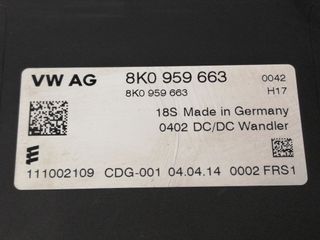 VW AG 8K0 959 663 0042
8K0 959 663 H17
18S Made in Germany
0402 DC/DC Wandler
111002109 CDG-001 04.04.14 0002 FRS1